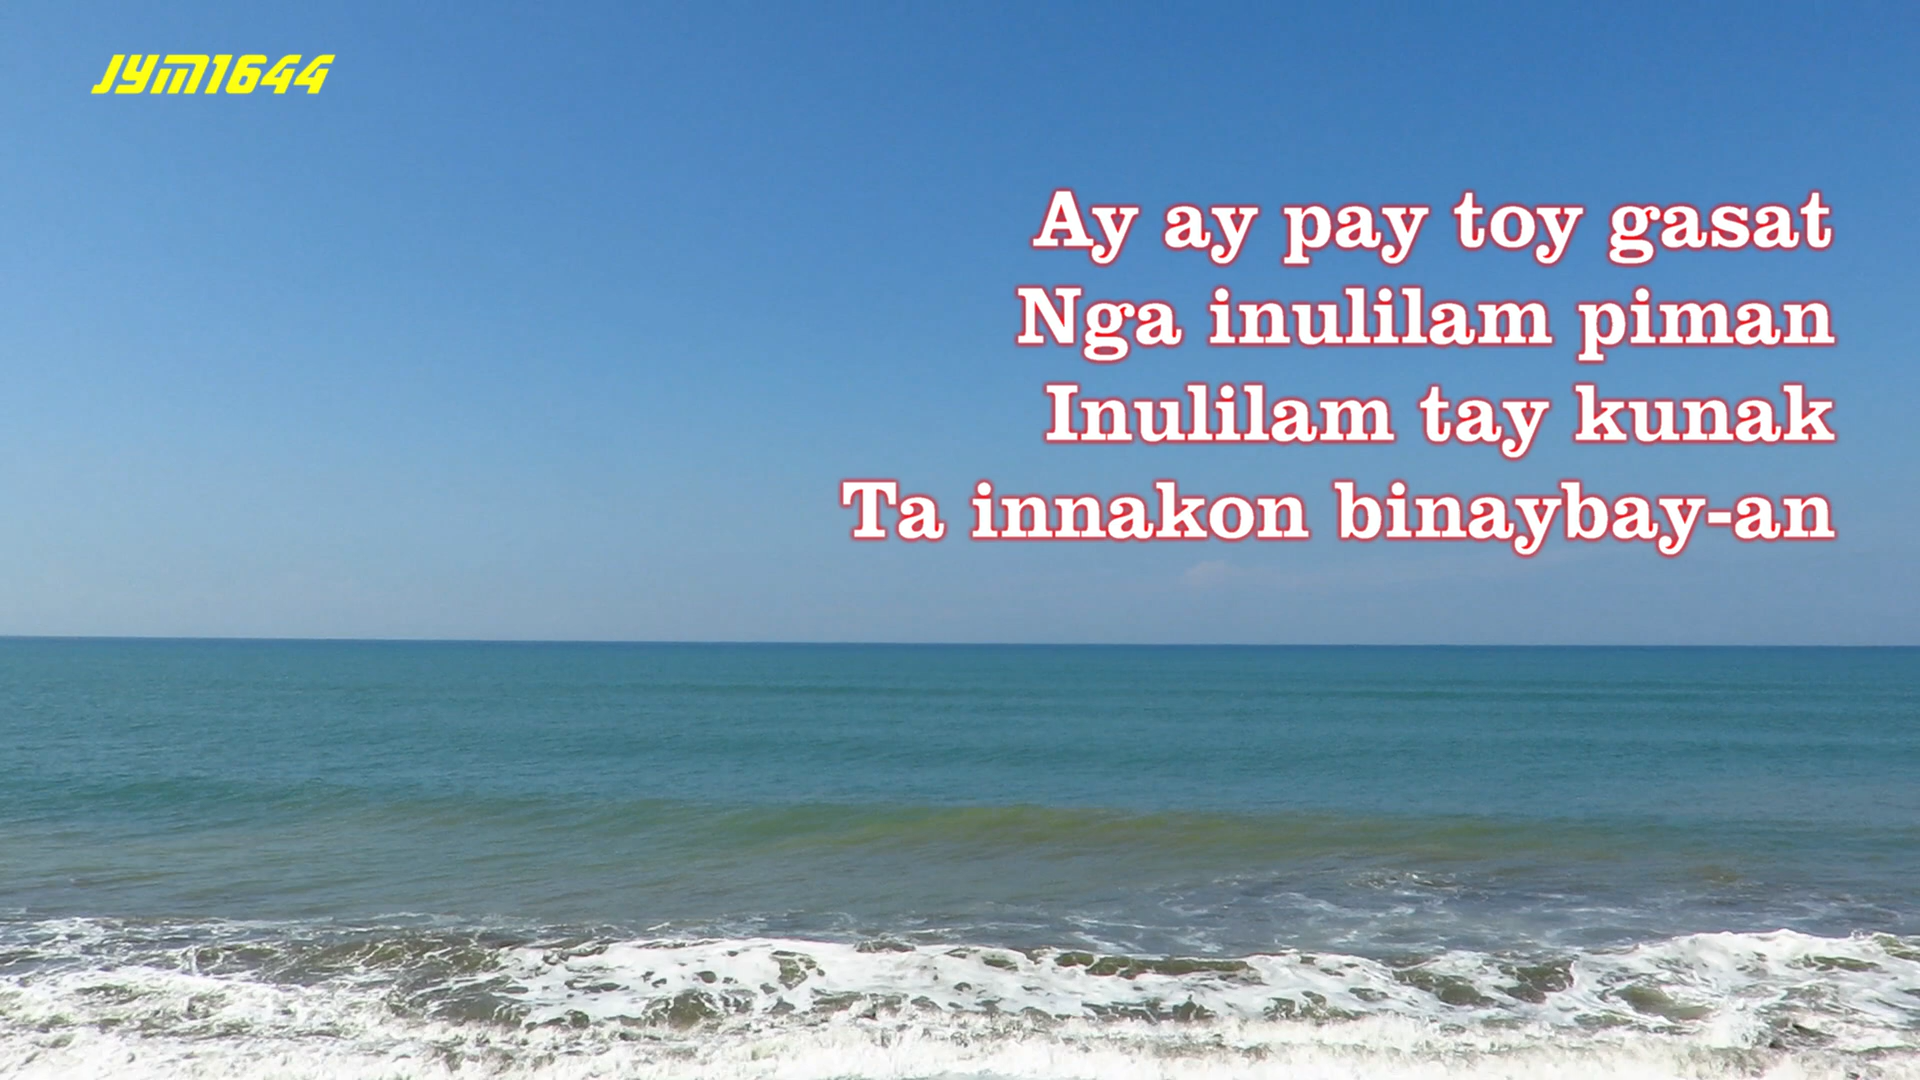 JYM1644
Ay ay pay toy gasat
Nga inulilam piman
Inulilam tay kunak
Ta innakon binaybay-an